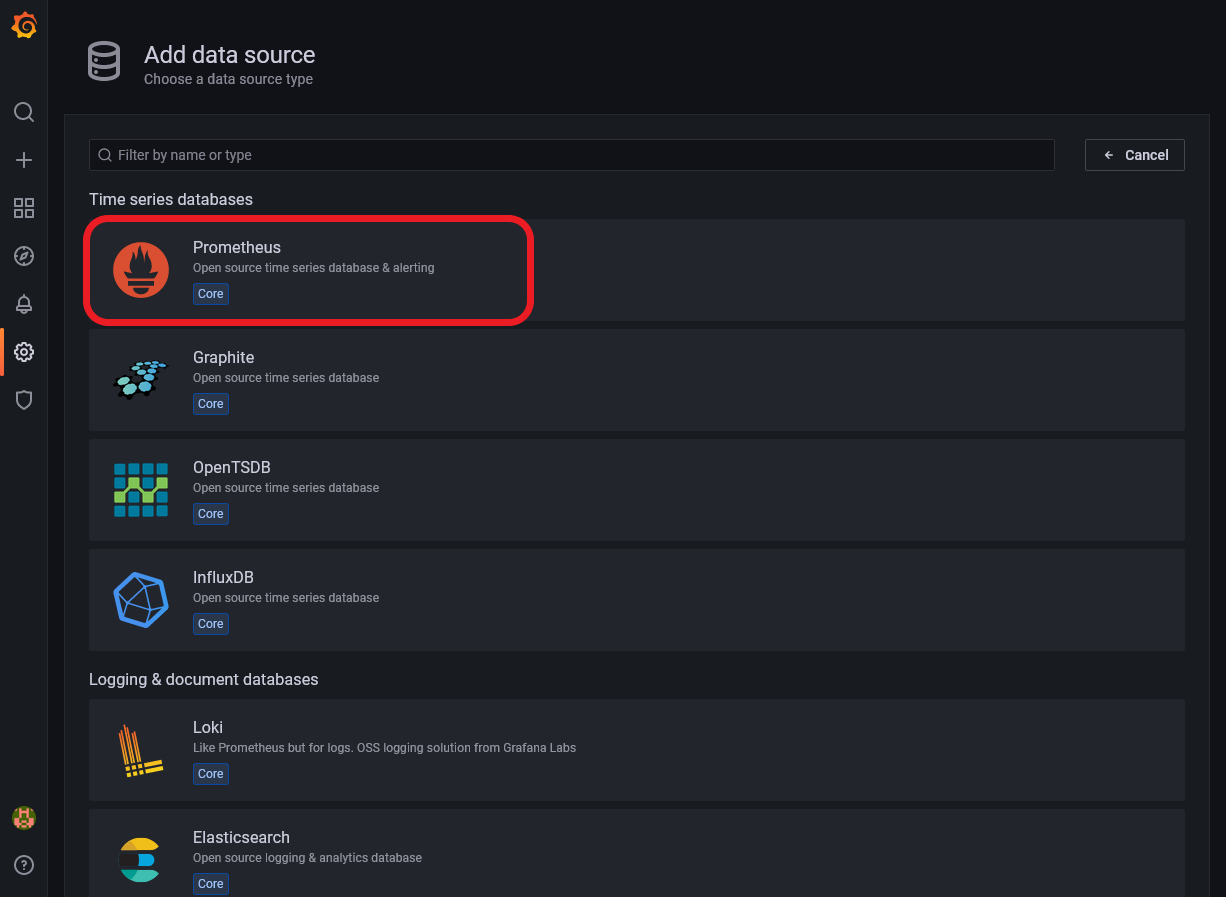 Add data source
Choose a data source type
Filter by name or type
Cancel
Time series databases
Prometheus
Open source time series database & alerting
Core
Graphite
Open source time series database
Core
OpenTSDB
Open source time series database
Core
InfluxDB
Open source time series database
Core
Logging & document databases
Loki
Like Prometheus but for logs. OSS logging solution from Grafana Labs
Core
Elasticsearch
Open source logging & analytics database
Core